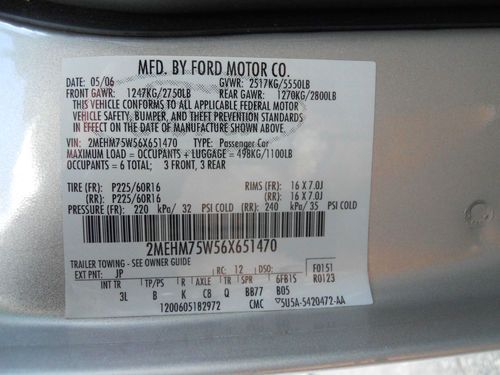 MFD. BY FORD MOTOR CO.
DATE: 05/06 GVWR: 2517KG/5550LB
FRONT GAWR: 1247KG/2750LB REAR GAWR: 1270KG/2800LB
THIS VEHICLE CONFORMS TO ALL APPLICABLE FEDERAL MOTOR
VEHICLE SAFETY, BUMPER, AND THEFT PREVENTION STANDARDS
IN EFFECT ON THE DATE OF MANUFACTURE SHOWN ABOVE.
VIN: 2MEHM75W56X651470 TYPE: Passenger Car
MAXIMUM LOAD = OCCUPANTS + LUGGAGE = 498KG/1100LB
OCCUPANTS = 6 TOTAL; 3 FRONT, 3 REAR
TIRE (F): P225/60R16 RIMS (F): 16 X 7.0J
(R): P225/60R16 (R): 16 X 7.0J
PRESSURE (F): 220 kPa/ 32 PSI COLD (R): 240 kPa/ 35 PSI COLD
2MEHM75W56X651470
TRAILER TOWING - SEE OWNER GUIDE
EXT PNT: JP RC: 12 DSO: F0151
R0123
INT TR TP/PS R AXLE TR SPR 6FB15
3L B K C8 Q BB77 B05
1200605182972 CMC 5U5A-5420472-AA